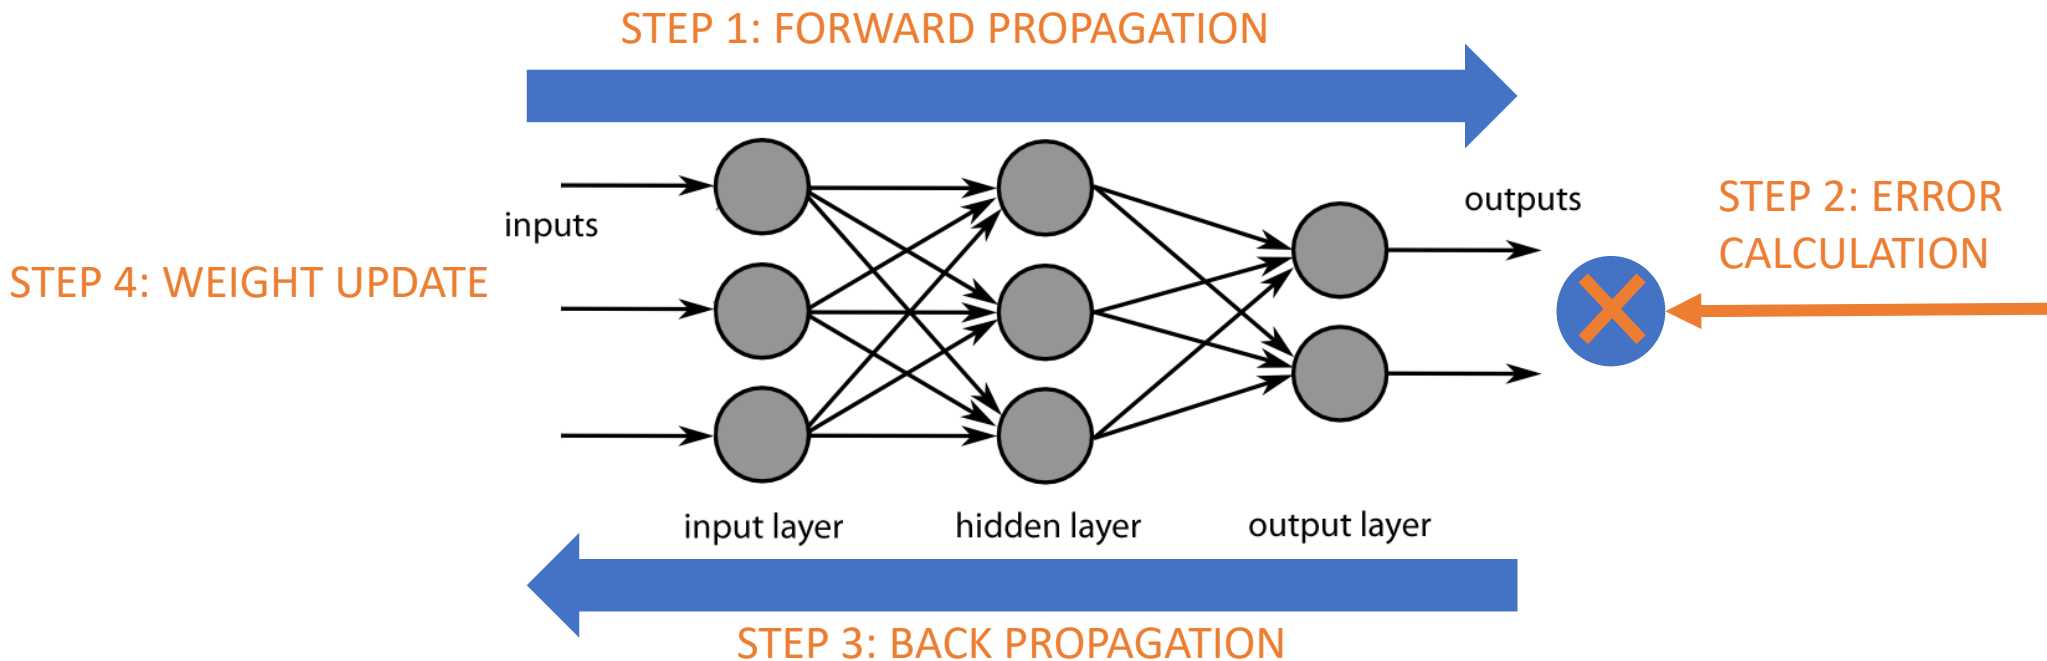 STEP 1: FORWARD PROPAGATION
inputs
outputs
STEP 2: ERROR
CALCULATION
STEP 4: WEIGHT UPDATE
input layer
hidden layer
output layer
STEP 3: BACK PROPAGATION